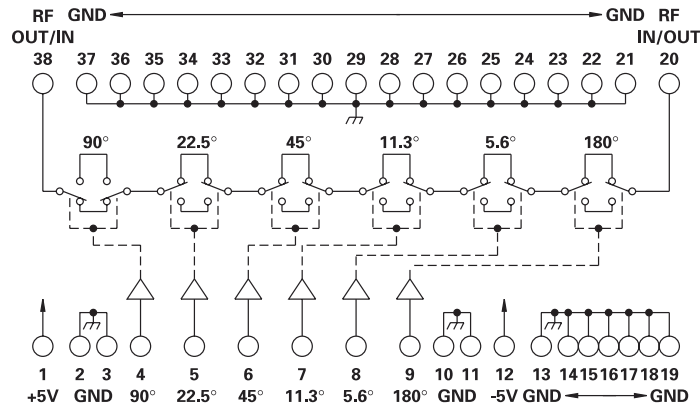 RF GND GND RF
OUT/IN IN/OUT
38 37 36 35 34 33 32 31 30 29 28 27 26 25 24 23 22 21 20
90° 22.5° 45° 11.3° 5.6° 180°
1 2 3 4 5 6 7 8 9 10 11 12 13 14 15 16 17 18 19
+5V GND 90° 22.5° 45° 11.3° 5.6° 180° GND -5V GND GND